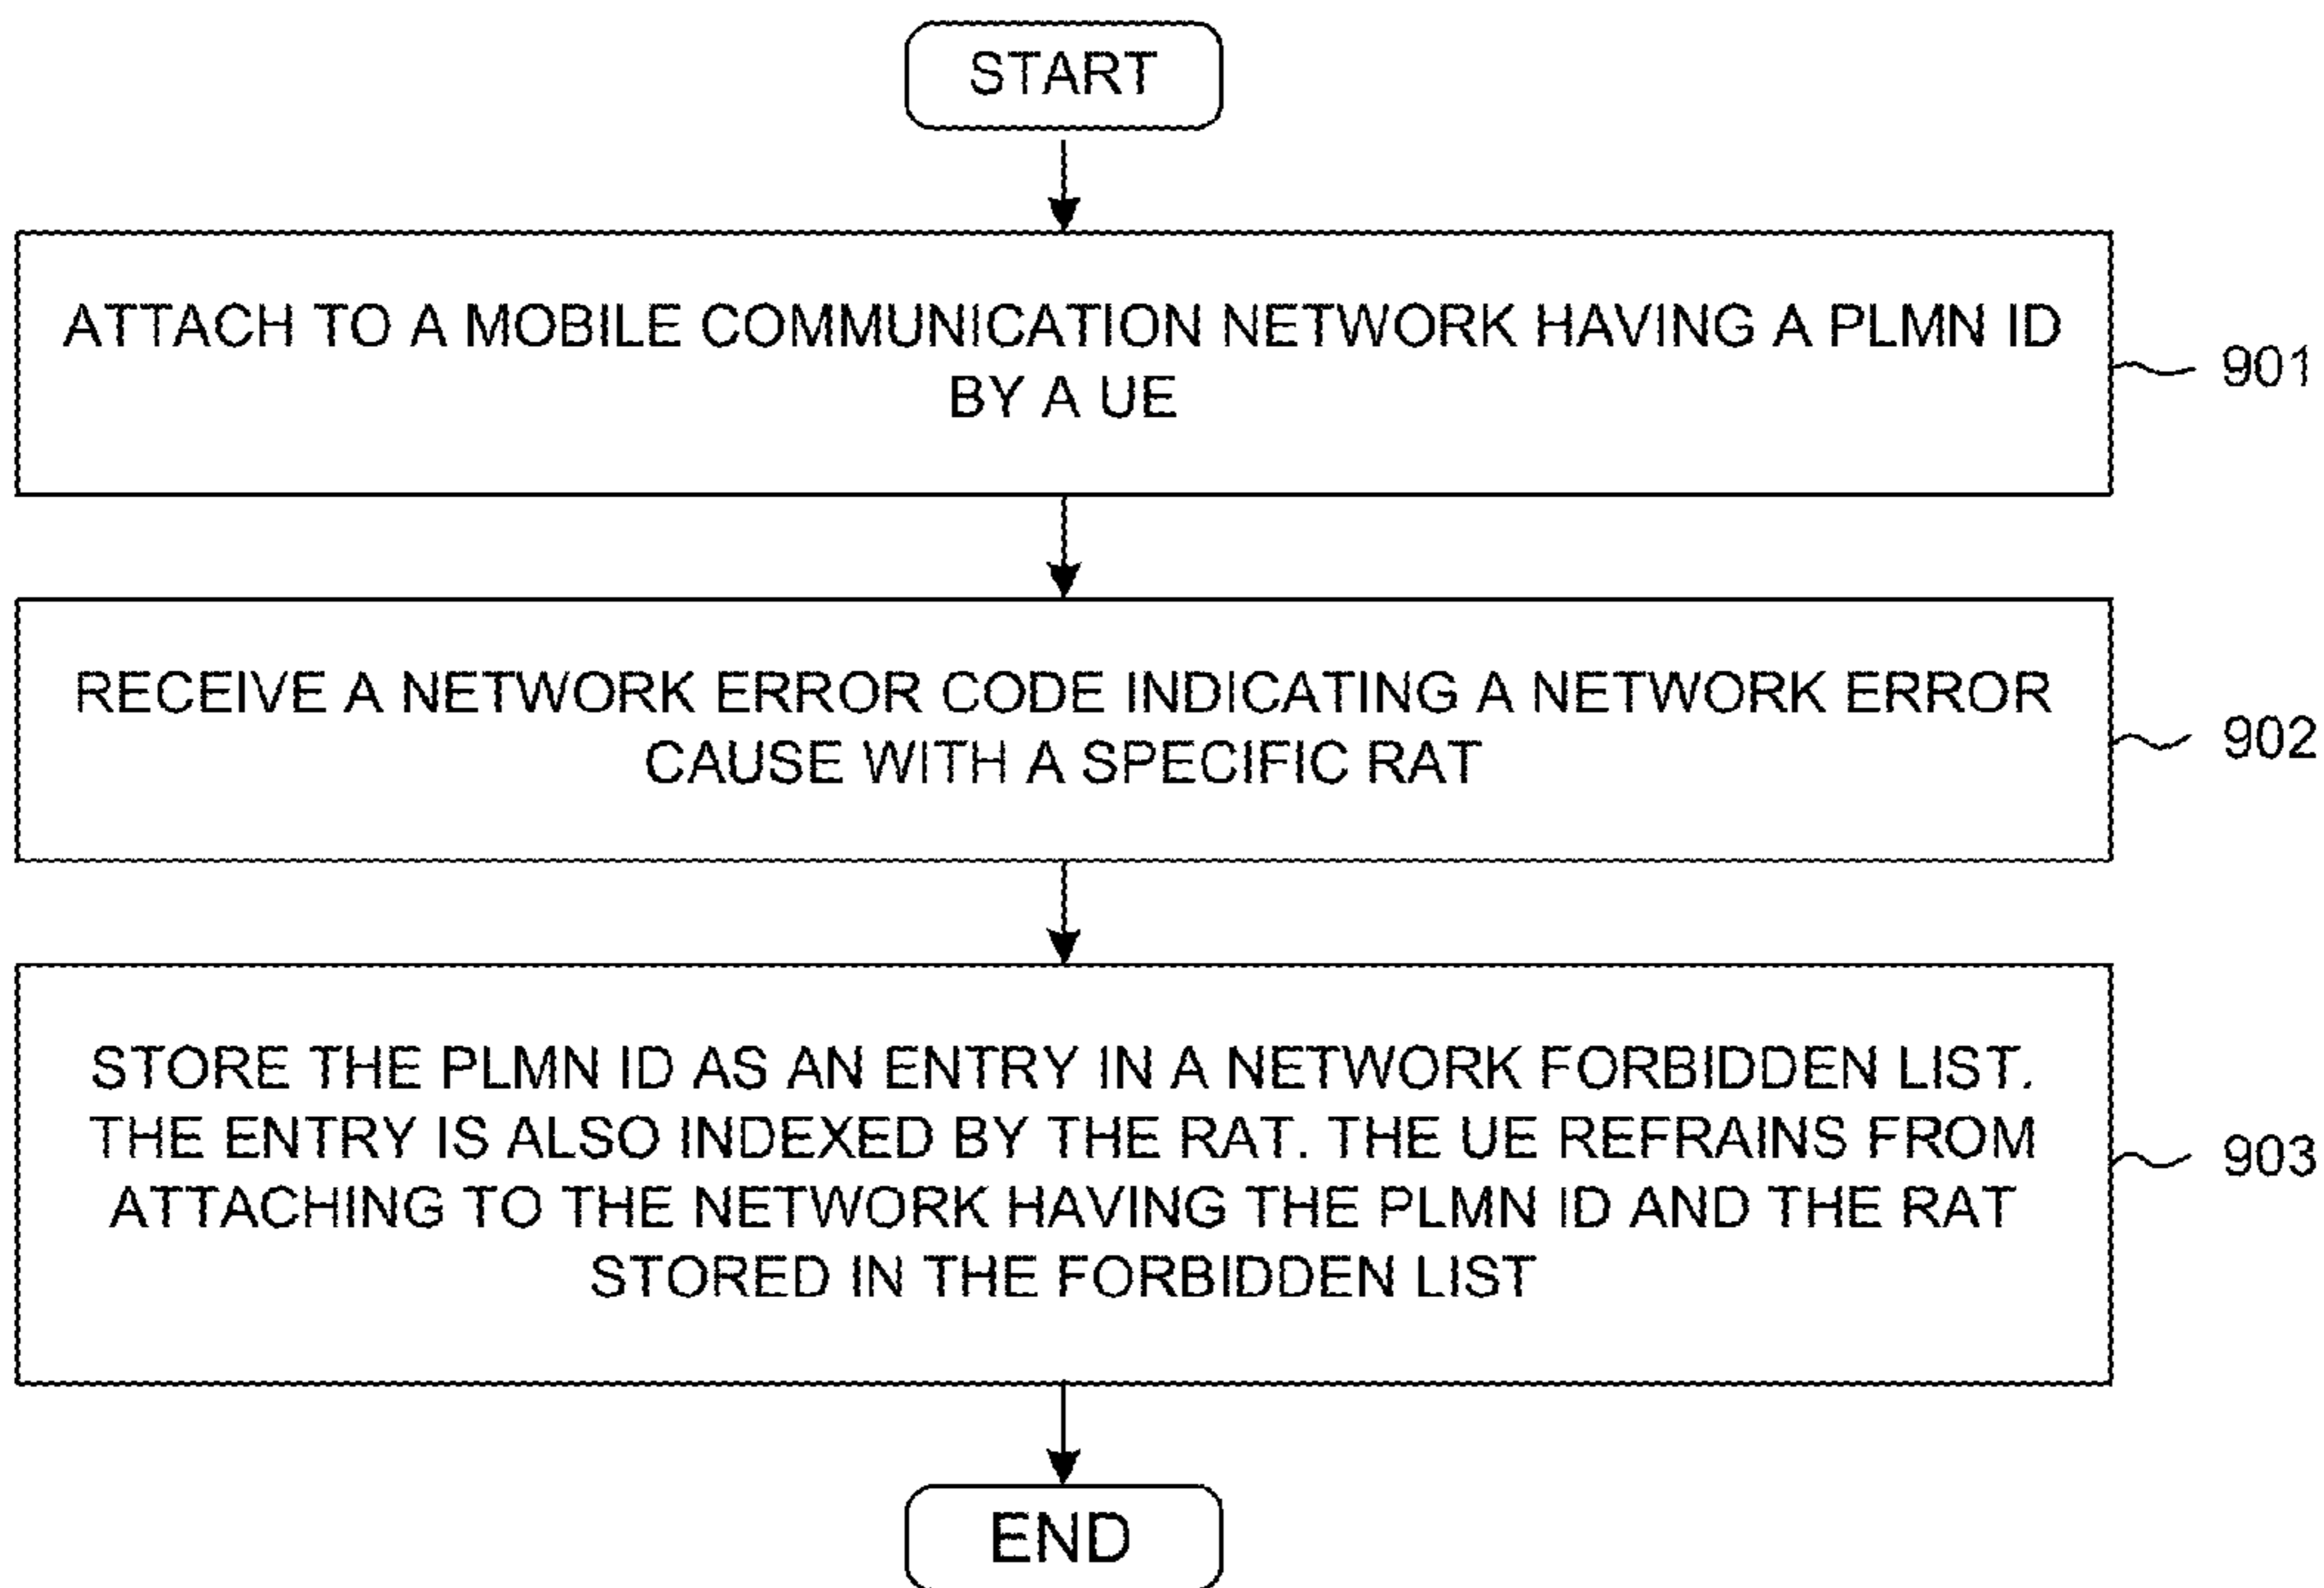 START
ATTACH TO A MOBILE COMMUNICATION NETWORK HAVING A PLMN ID
BY A UE
901
RECEIVE A NETWORK ERROR CODE INDICATING A NETWORK ERROR
CAUSE WITH A SPECIFIC RAT
902
STORE THE PLMN ID AS AN ENTRY IN A NETWORK FORBIDDEN LIST.
THE ENTRY IS ALSO INDEXED BY THE RAT. THE UE REFRAINS FROM
ATTACHING TO THE NETWORK HAVING THE PLMN ID AND THE RAT
STORED IN THE FORBIDDEN LIST
903
END